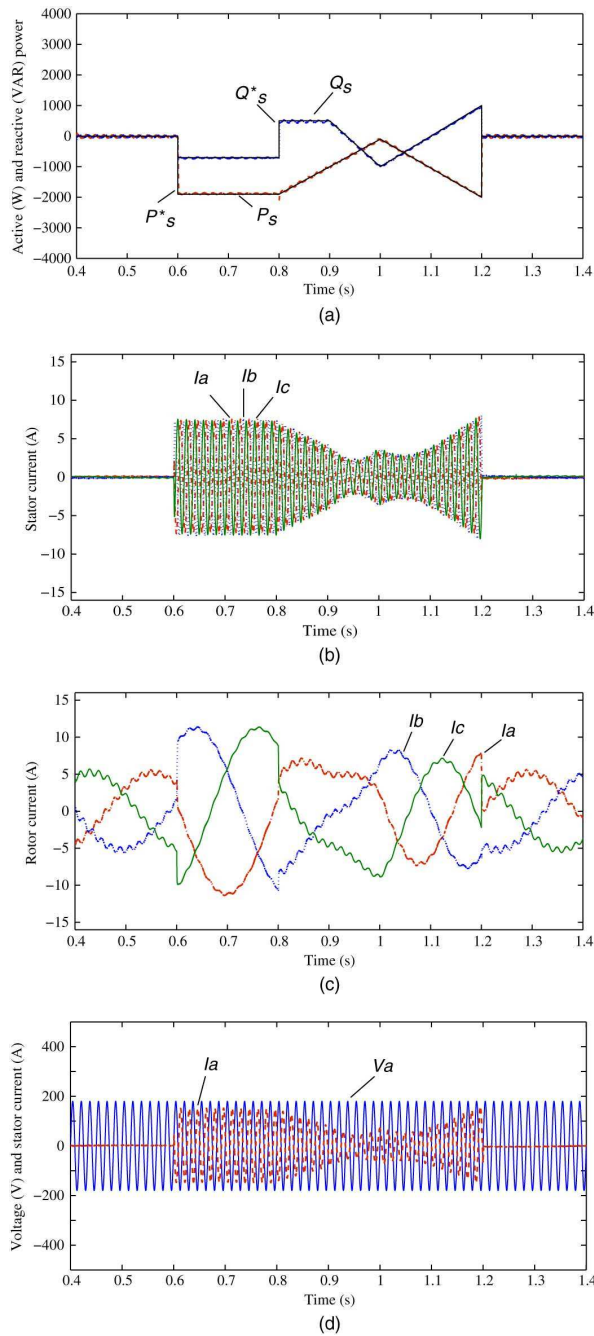 Active (W) and reactive (VAR) power
4000
3000
2000
1000
0
−1000
−2000
−3000
−4000
Q*s
Qs
P*s
Ps
0.4 0.5 0.6 0.7 0.8 0.9 1 1.1 1.2 1.3 1.4
Time (s)
(a)
Stator current (A)
15
10
5
0
−5
−10
−15
Ia Ib Ic
0.4 0.5 0.6 0.7 0.8 0.9 1 1.1 1.2 1.3 1.4
Time (s)
(b)
Rotor current (A)
15
10
5
0
−5
−10
−15
Ib Ic Ia
0.4 0.5 0.6 0.7 0.8 0.9 1 1.1 1.2 1.3 1.4
Time (s)
(c)
Voltage (V) and stator current (A)
400
200
0
−200
−400
Ia Va
0.4 0.5 0.6 0.7 0.8 0.9 1 1.1 1.2 1.3 1.4
Time (s)
(d)